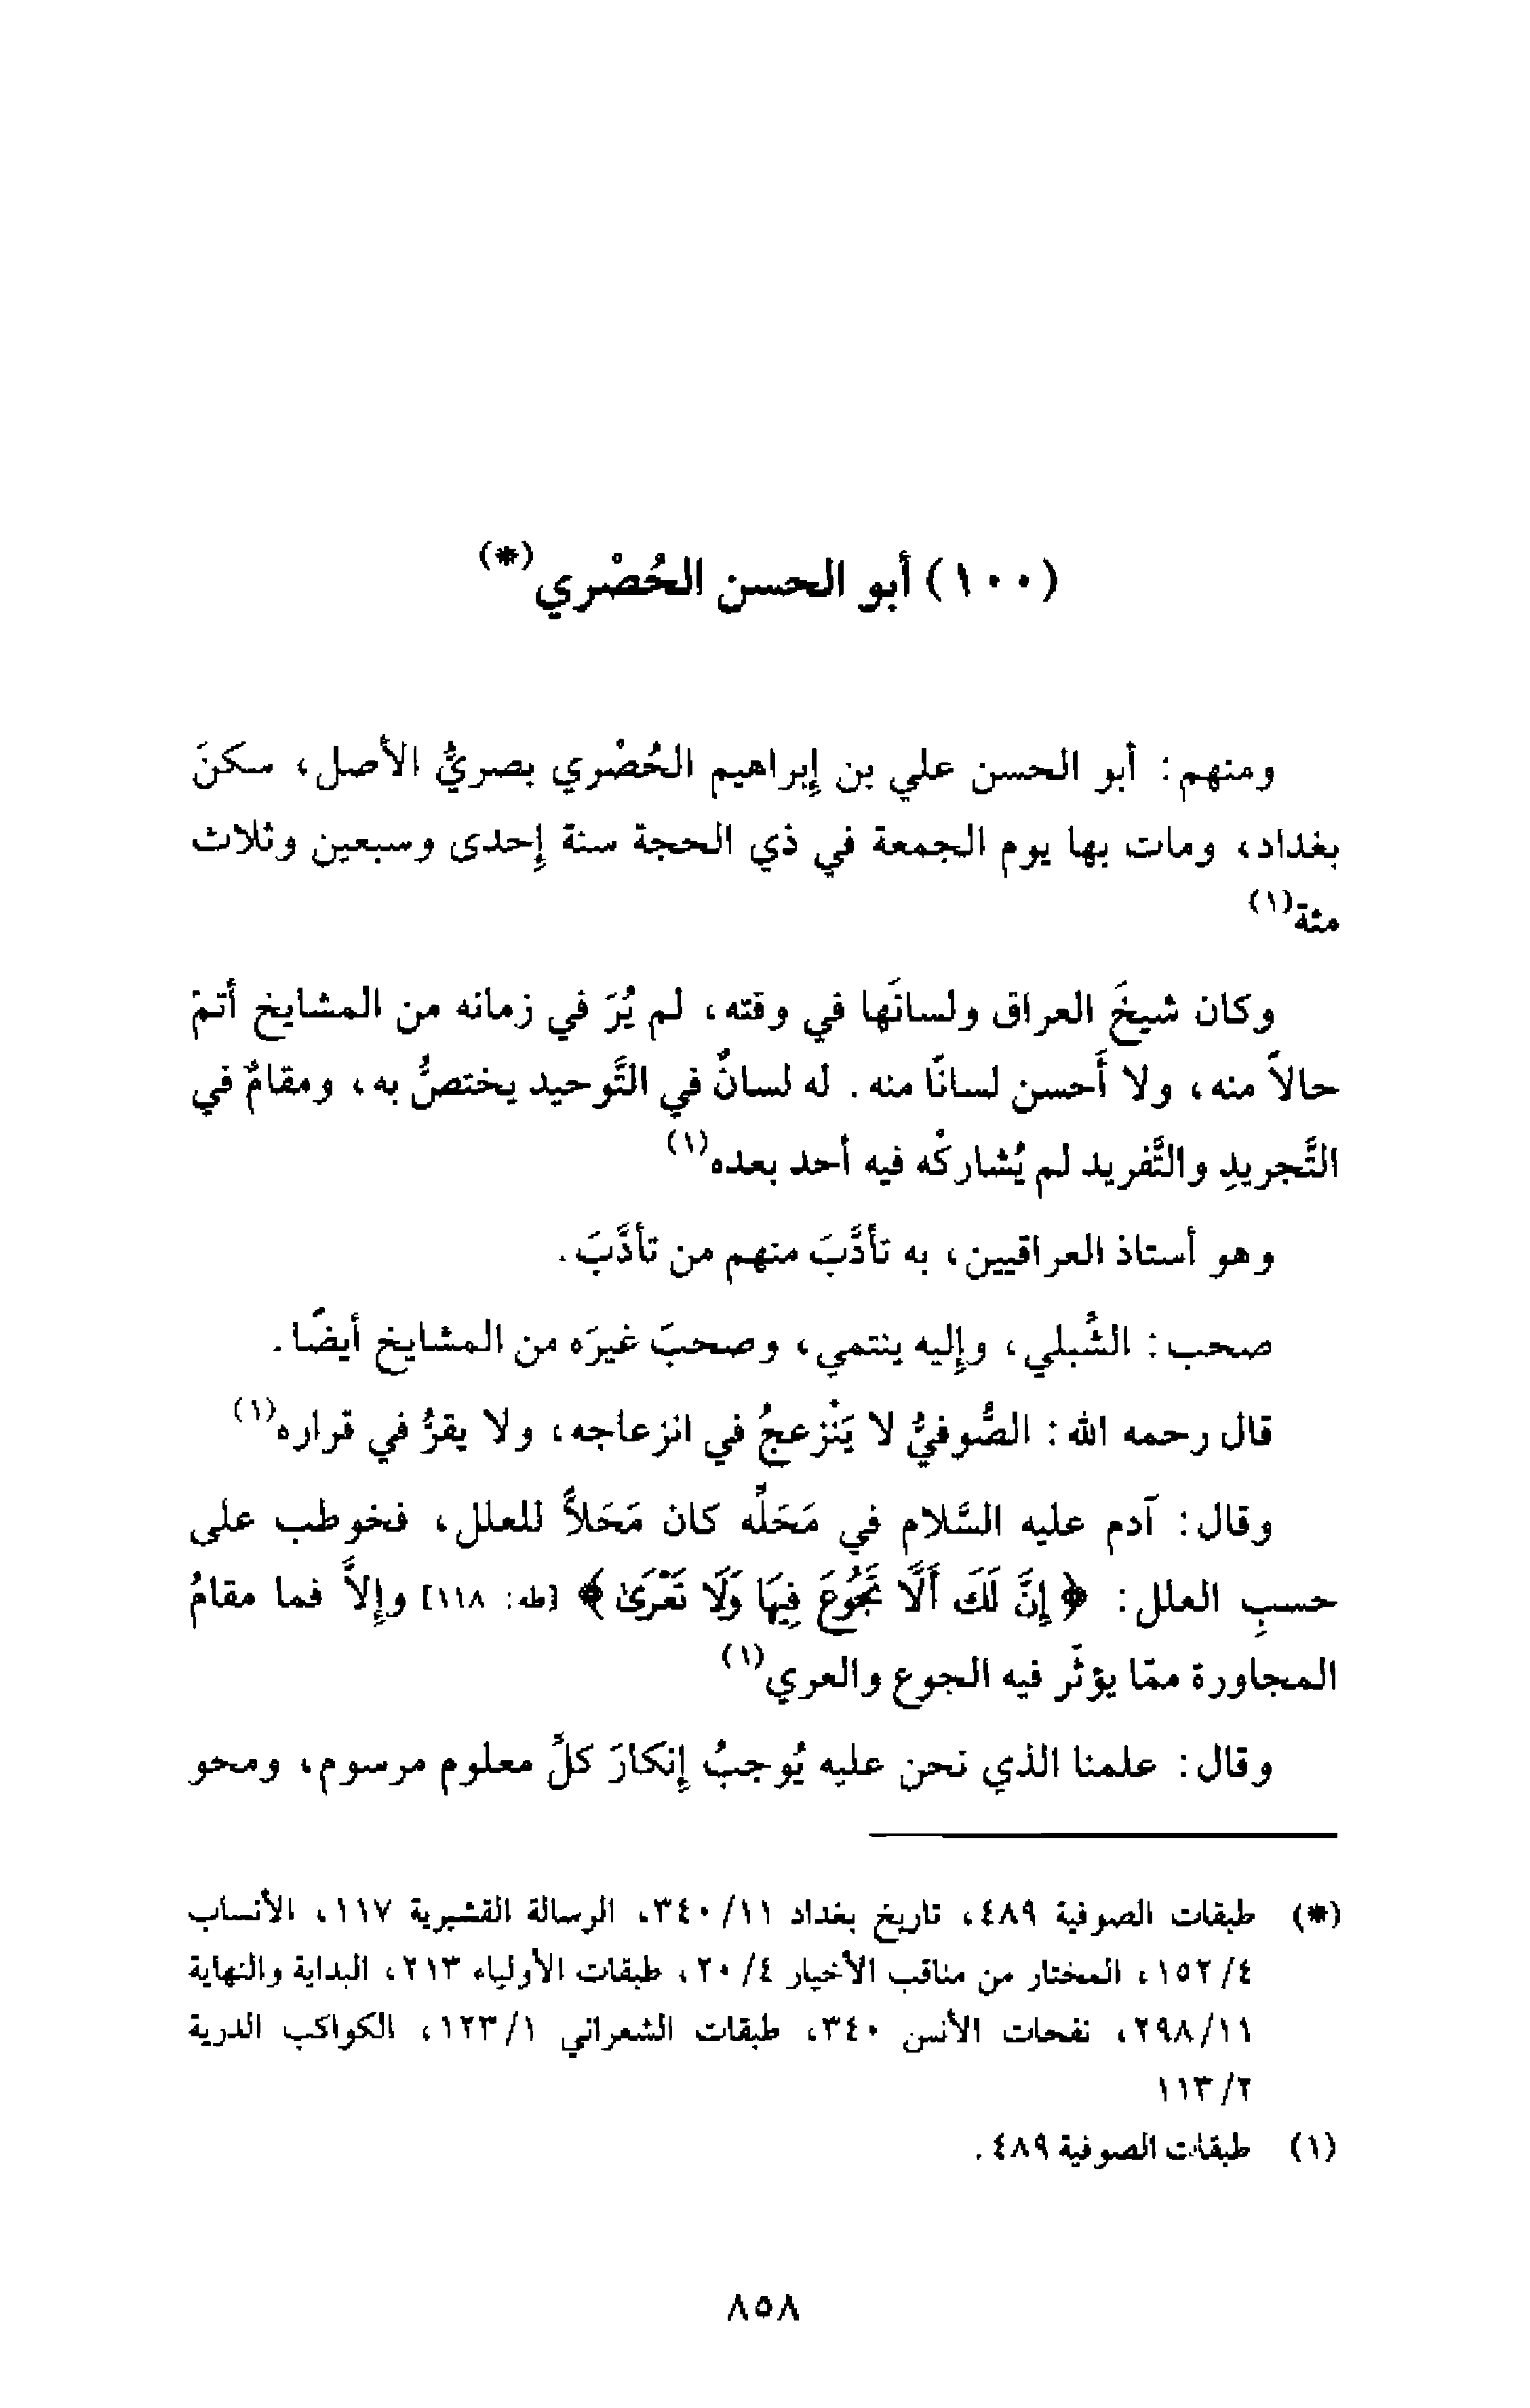 (١٠٠) أبو الحسن الحُصْري(*)
ومنهم: أبو الحسن علي بن إبراهيم الحُصْري بصريُّ الأصل، سكنَ
بغداد، ومات بها يوم الجمعة في ذي الحجة سنة إحدى وسبعين وثلاث
مئة(١)
وكان شيخَ العراق ولسانَها في وقته، لم يُرَ في زمانه من المشايخ أتمّ
حالاً منه، ولا أحسن لسانًا منه. له لسانٌ في التَّوحيد يختصُّ به، ومقامٌ في
التَّجريدِ والتَّفريد لم يُشاركْه فيه أحد بعده(١)
وهو أستاذ العراقيين، به تأدَّبَ منهم من تأدَّبَ.
صحب: الشِّبلي، وإليه ينتمي، وصحبَ غيرَه من المشايخ أيضًا.
قال رحمه الله: الصُّوفيُّ لا يَنْزعجُ في انزعاجه، ولا يقرُّ في قراره(١)
وقال: آدم عليه السَّلام في مَحَلِّه كان مَحَلاًّ للعلل، فخوطب على
حسبِ العلل: ﴿إِنَّ لَكَ أَلَّا تَجُوعَ فِيهَا وَلَا تَعْرَىٰ﴾ [طه: ١١٨] وإلاَّ فما مقامُ
المجاورة ممّا يؤثّر فيه الجوع والعري(١)
وقال: علمنا الذي نحن عليه يُوجبُ إنكارَ كلِّ معلوم مرسوم، ومحو
(*) طبقات الصوفية ٤٨٩، تاريخ بغداد ١١/ ٣٤٠، الرسالة القشيرية ١١٧، الأنساب
٤/ ١٥٢، المختار من مناقب الأخيار ٤/ ٢٠، طبقات الأولياء ٢١٣، البداية والنهاية
١١/ ٢٩٨، نفحات الأنس ٣٤٠، طبقات الشعراني ١/ ١٢٣، الكواكب الدرية
٢/ ١١٣
(١) طبقات الصوفية ٤٨٩.
٨٥٨